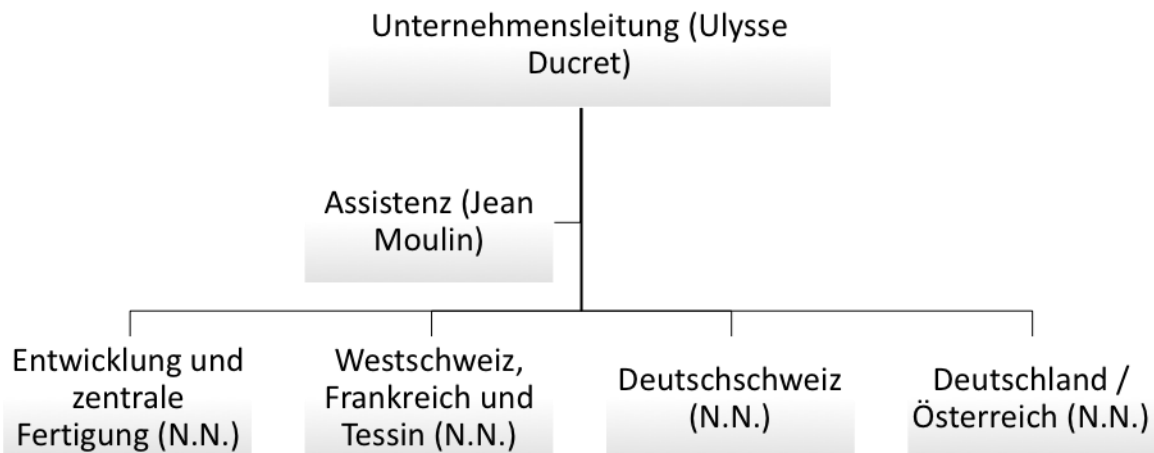 Unternehmensleitung (Ulysse
Ducret)
Assistenz (Jean
Moulin)
Entwicklung und
zentrale
Fertigung (N.N.)
Westschweiz,
Frankreich und
Tessin (N.N.)
Deutschschweiz
(N.N.)
Deutschland /
Österreich (N.N.)